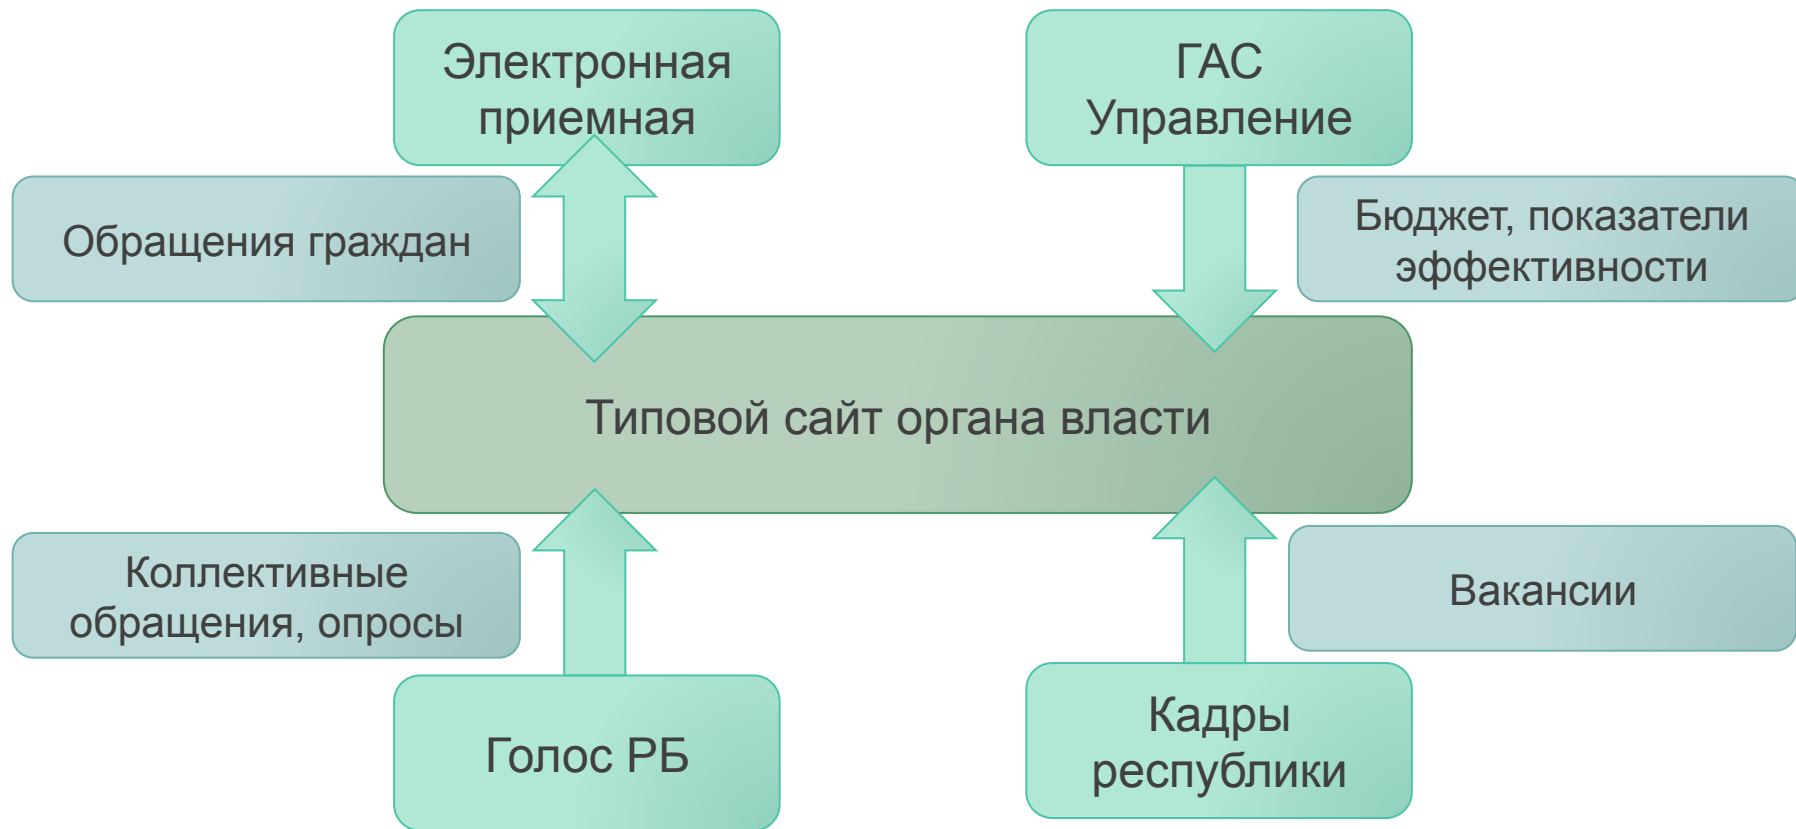 Электронная
приемная
ГАС
Управление
Обращения граждан
Бюджет, показатели
эффективности
Типовой сайт органа власти
Коллективные
обращения, опросы
Вакансии
Голос РБ
Кадры
республики